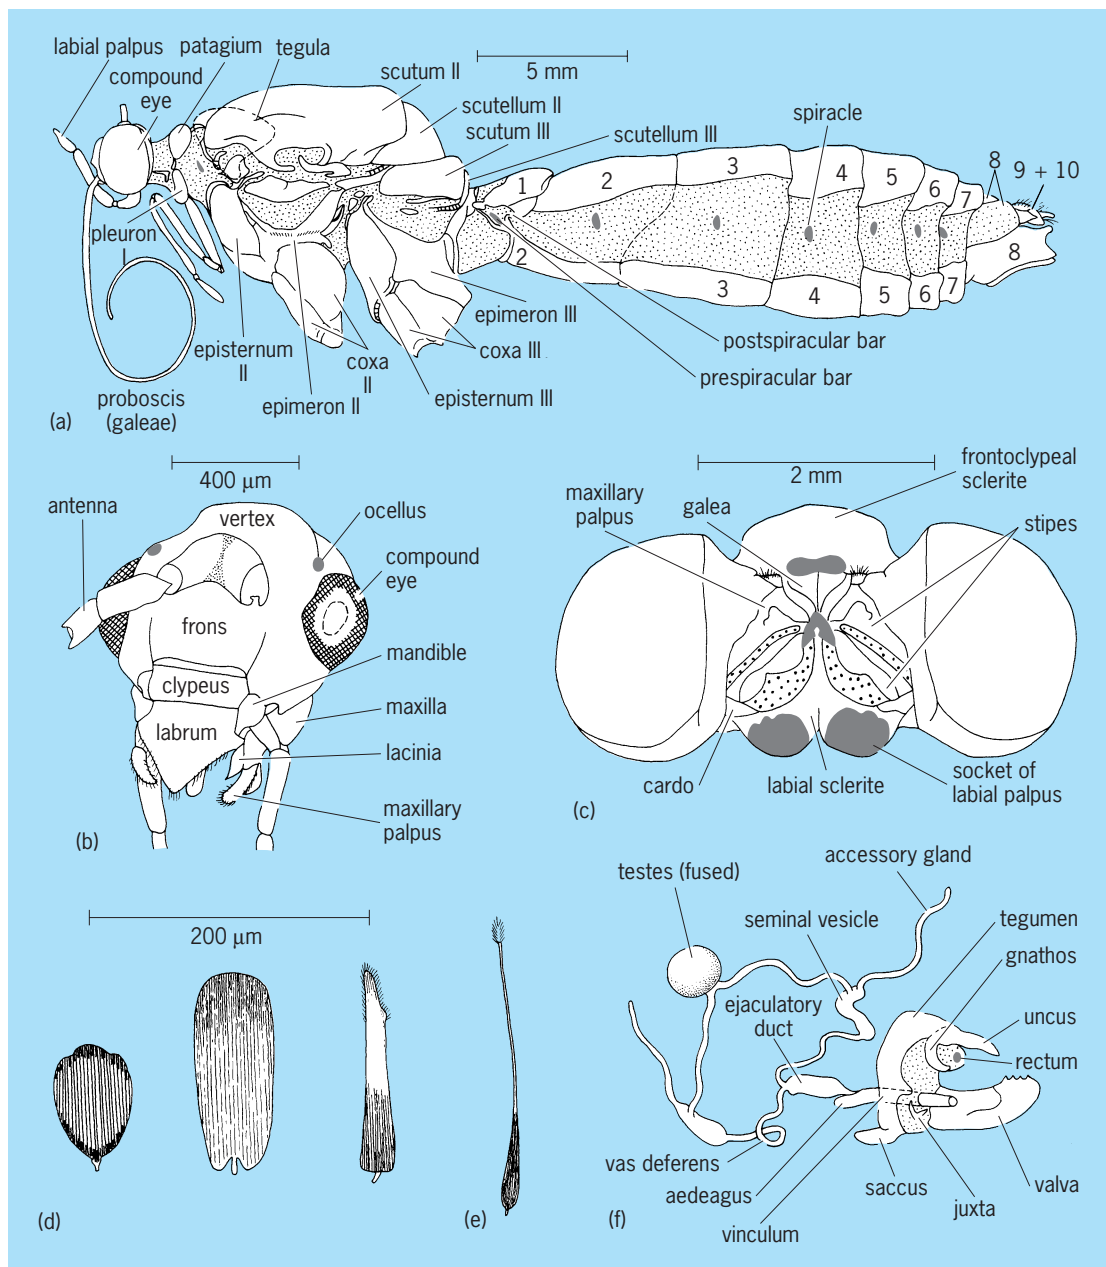 labial palpus
patagium
tegula
compound
eye
scutum II
5 mm
scutellum II
scutum III
scutellum III
spiracle
1
2
3
4
5
6
7
8
9 + 10
pleuron
I
2
3
4
5
6
7
8
episternum
II
coxa
II
epimeron II
epimeron III
coxa III
episternum III
postspiracular bar
prespiracular bar
proboscis
(galeae)
(a)
400 μm
antenna
vertex
ocellus
compound
eye
frons
mandible
clypeus
maxilla
labrum
lacinia
maxillary
palpus
(b)
2 mm
frontoclypeal
sclerite
maxillary
palpus
galea
stipes
cardo
labial sclerite
socket of
labial palpus
(c)
200 μm
(d)
(e)
accessory gland
testes (fused)
seminal vesicle
tegumen
gnathos
ejaculatory
duct
uncus
rectum
vas deferens
aedeagus
saccus
valva
juxta
vinculum
(f)